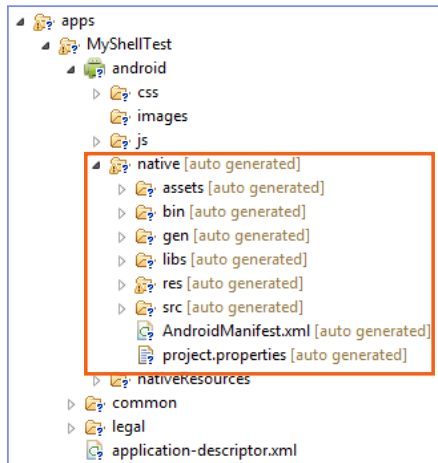 apps
MyShellTest
android
css
images
js
native [auto generated]
assets [auto generated]
bin [auto generated]
gen [auto generated]
libs [auto generated]
res [auto generated]
src [auto generated]
AndroidManifest.xml [auto generated]
project.properties [auto generated]
nativeResources
common
legal
application-descriptor.xml